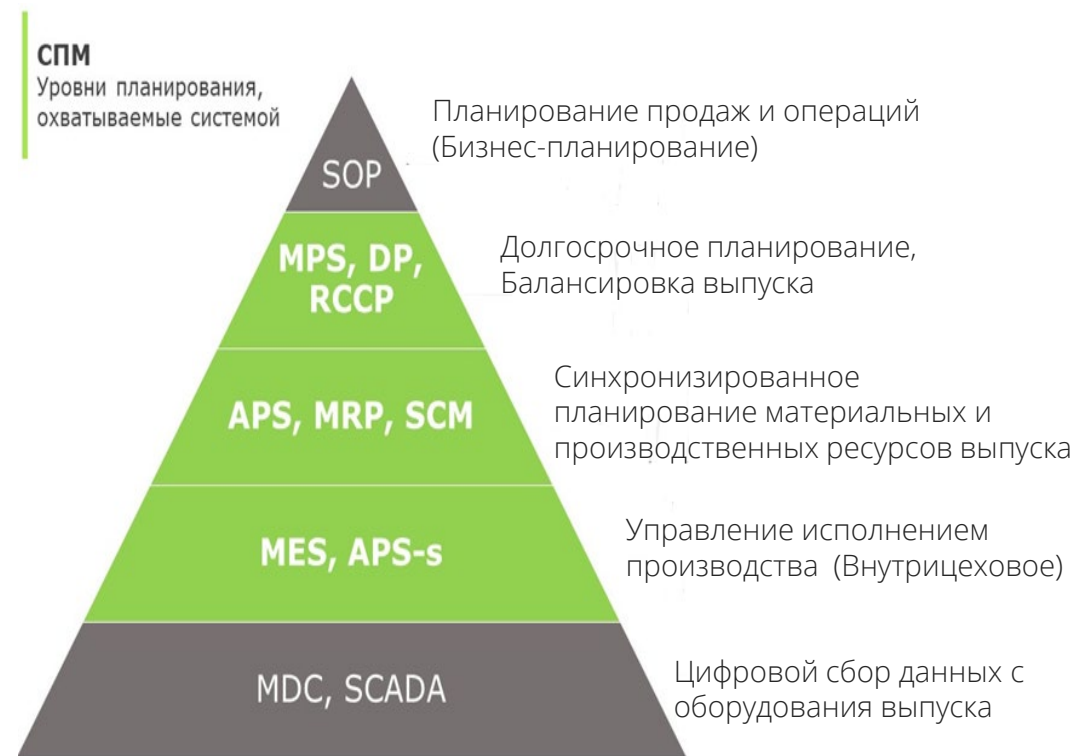 СПМ
Уровни планирования,
охватываемые системой
SOP
Планирование продаж и операций
(Бизнес-планирование)
MPS, DP,
RCCP
Долгосрочное планирование,
Балансировка выпуска
APS, MRP, SCM
Синхронизированное
планирование материальных и
производственных ресурсов выпуска
MES, APS-s
Управление исполнением
производства (Внутрицеховое)
MDC, SCADA
Цифровой сбор данных с
оборудования выпуска